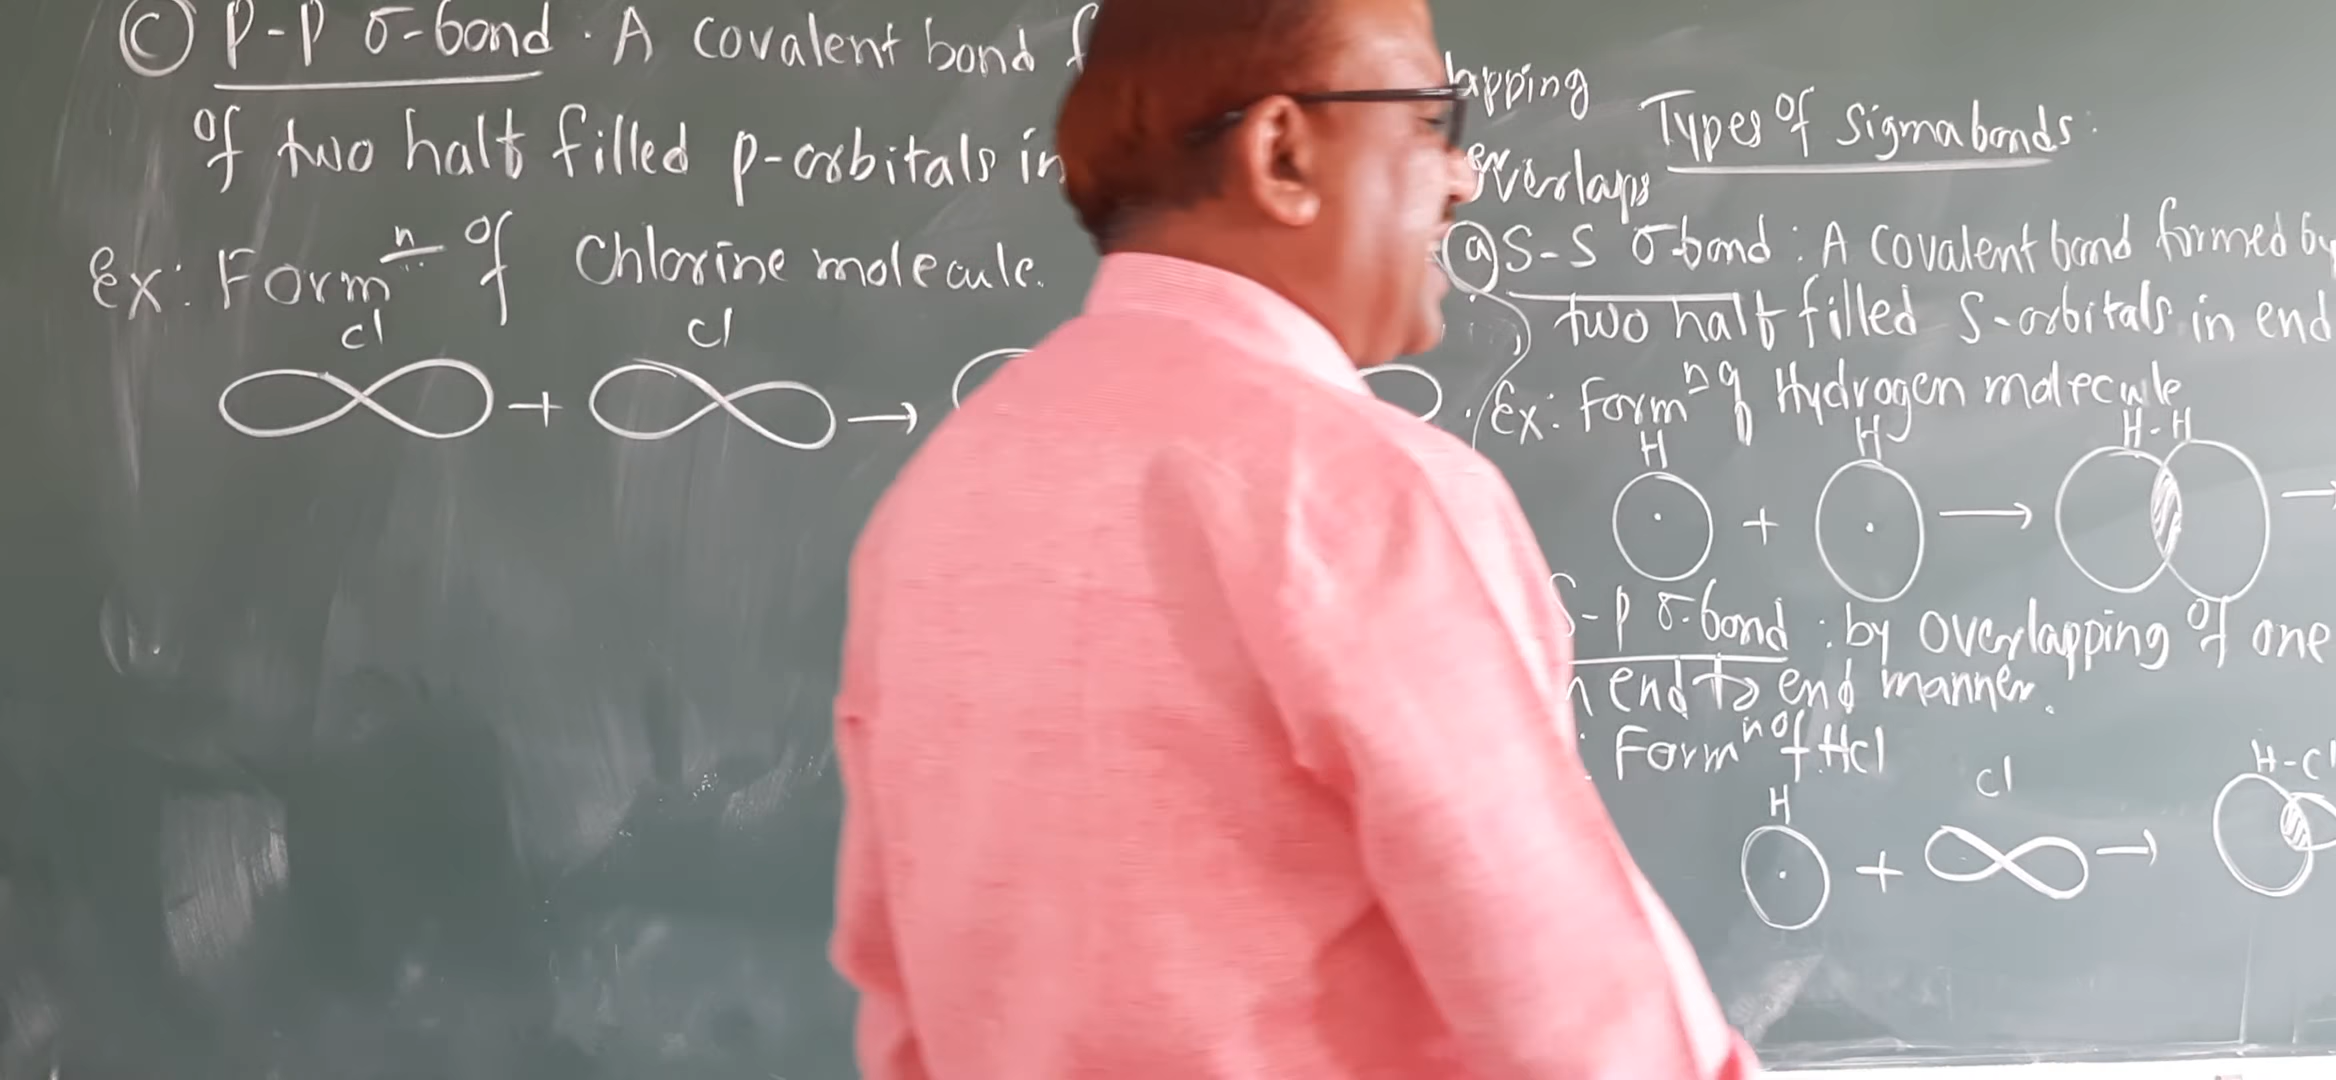 Ⓒ P-P σ-bond. A covalent bond
of two half filled p-orbitals in
Ex: Formⁿ of Chlorine molecule.
Cl Cl
+ →
Types of Sigma bonds:
overlaps
ⓐ S-S σ-bond: A covalent bond formed by
two half filled S-orbitals in end
Ex: Formⁿ of Hydrogen molecule
H H H-H
+ → →
S-P σ-bond: by overlapping of one
end to end manner.
: Formⁿ of HCl
H Cl H-Cl
+ →